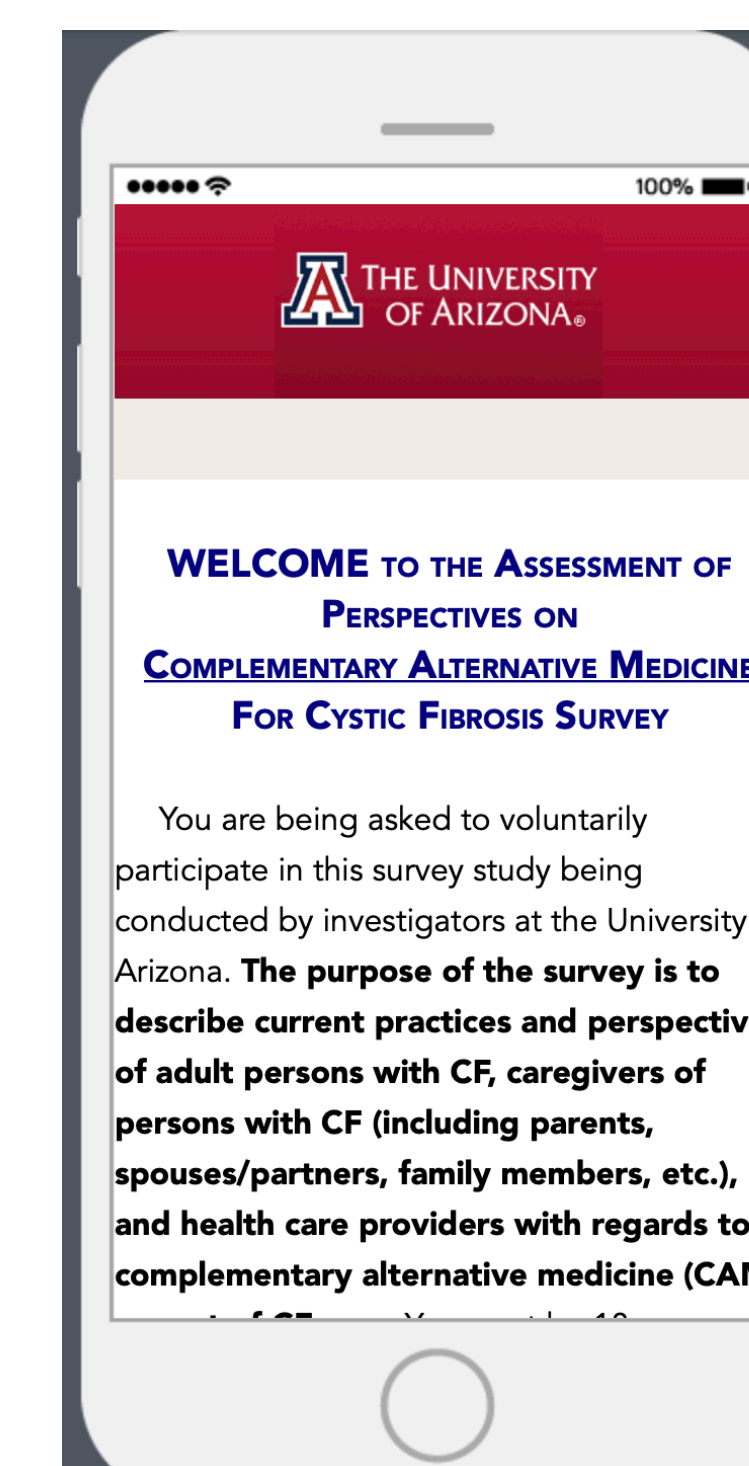 100%
THE UNIVERSITY
OF ARIZONA®
WELCOME TO THE ASSESSMENT OF
PERSPECTIVES ON
COMPLEMENTARY ALTERNATIVE MEDICINE
FOR CYSTIC FIBROSIS SURVEY
You are being asked to voluntarily
participate in this survey study being
conducted by investigators at the University
Arizona. The purpose of the survey is to
describe current practices and perspectiv
of adult persons with CF, caregivers of
persons with CF (including parents,
spouses/partners, family members, etc.),
and health care providers with regards to
complementary alternative medicine (CAM